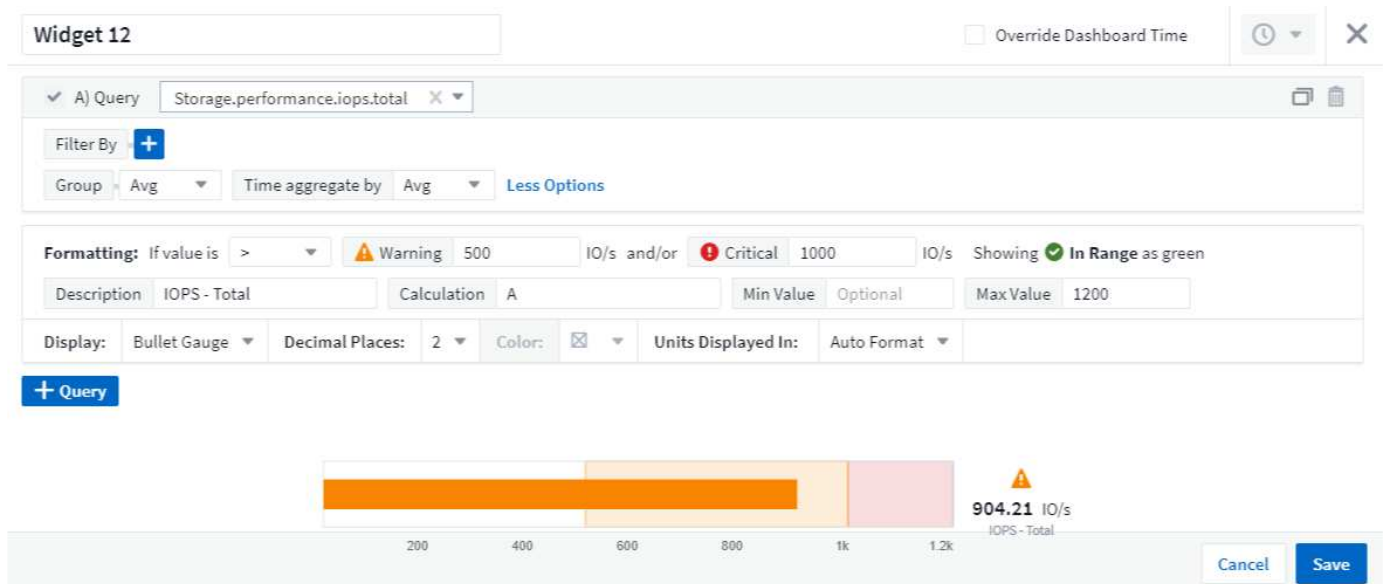 Widget 12 Override Dashboard Time
A) Query Storage.performance.iops.total
Filter By
Group Avg Time aggregate by Avg Less Options
Formatting: If value is > Warning 500 IO/s and/or Critical 1000 IO/s Showing In Range as green
Description IOPS - Total Calculation A Min Value Optional Max Value 1200
Display: Bullet Gauge Decimal Places: 2 Color: Units Displayed In: Auto Format
+ Query
904.21 IO/s
IOPS - Total
200 400 600 800 1k 1.2k
Cancel Save